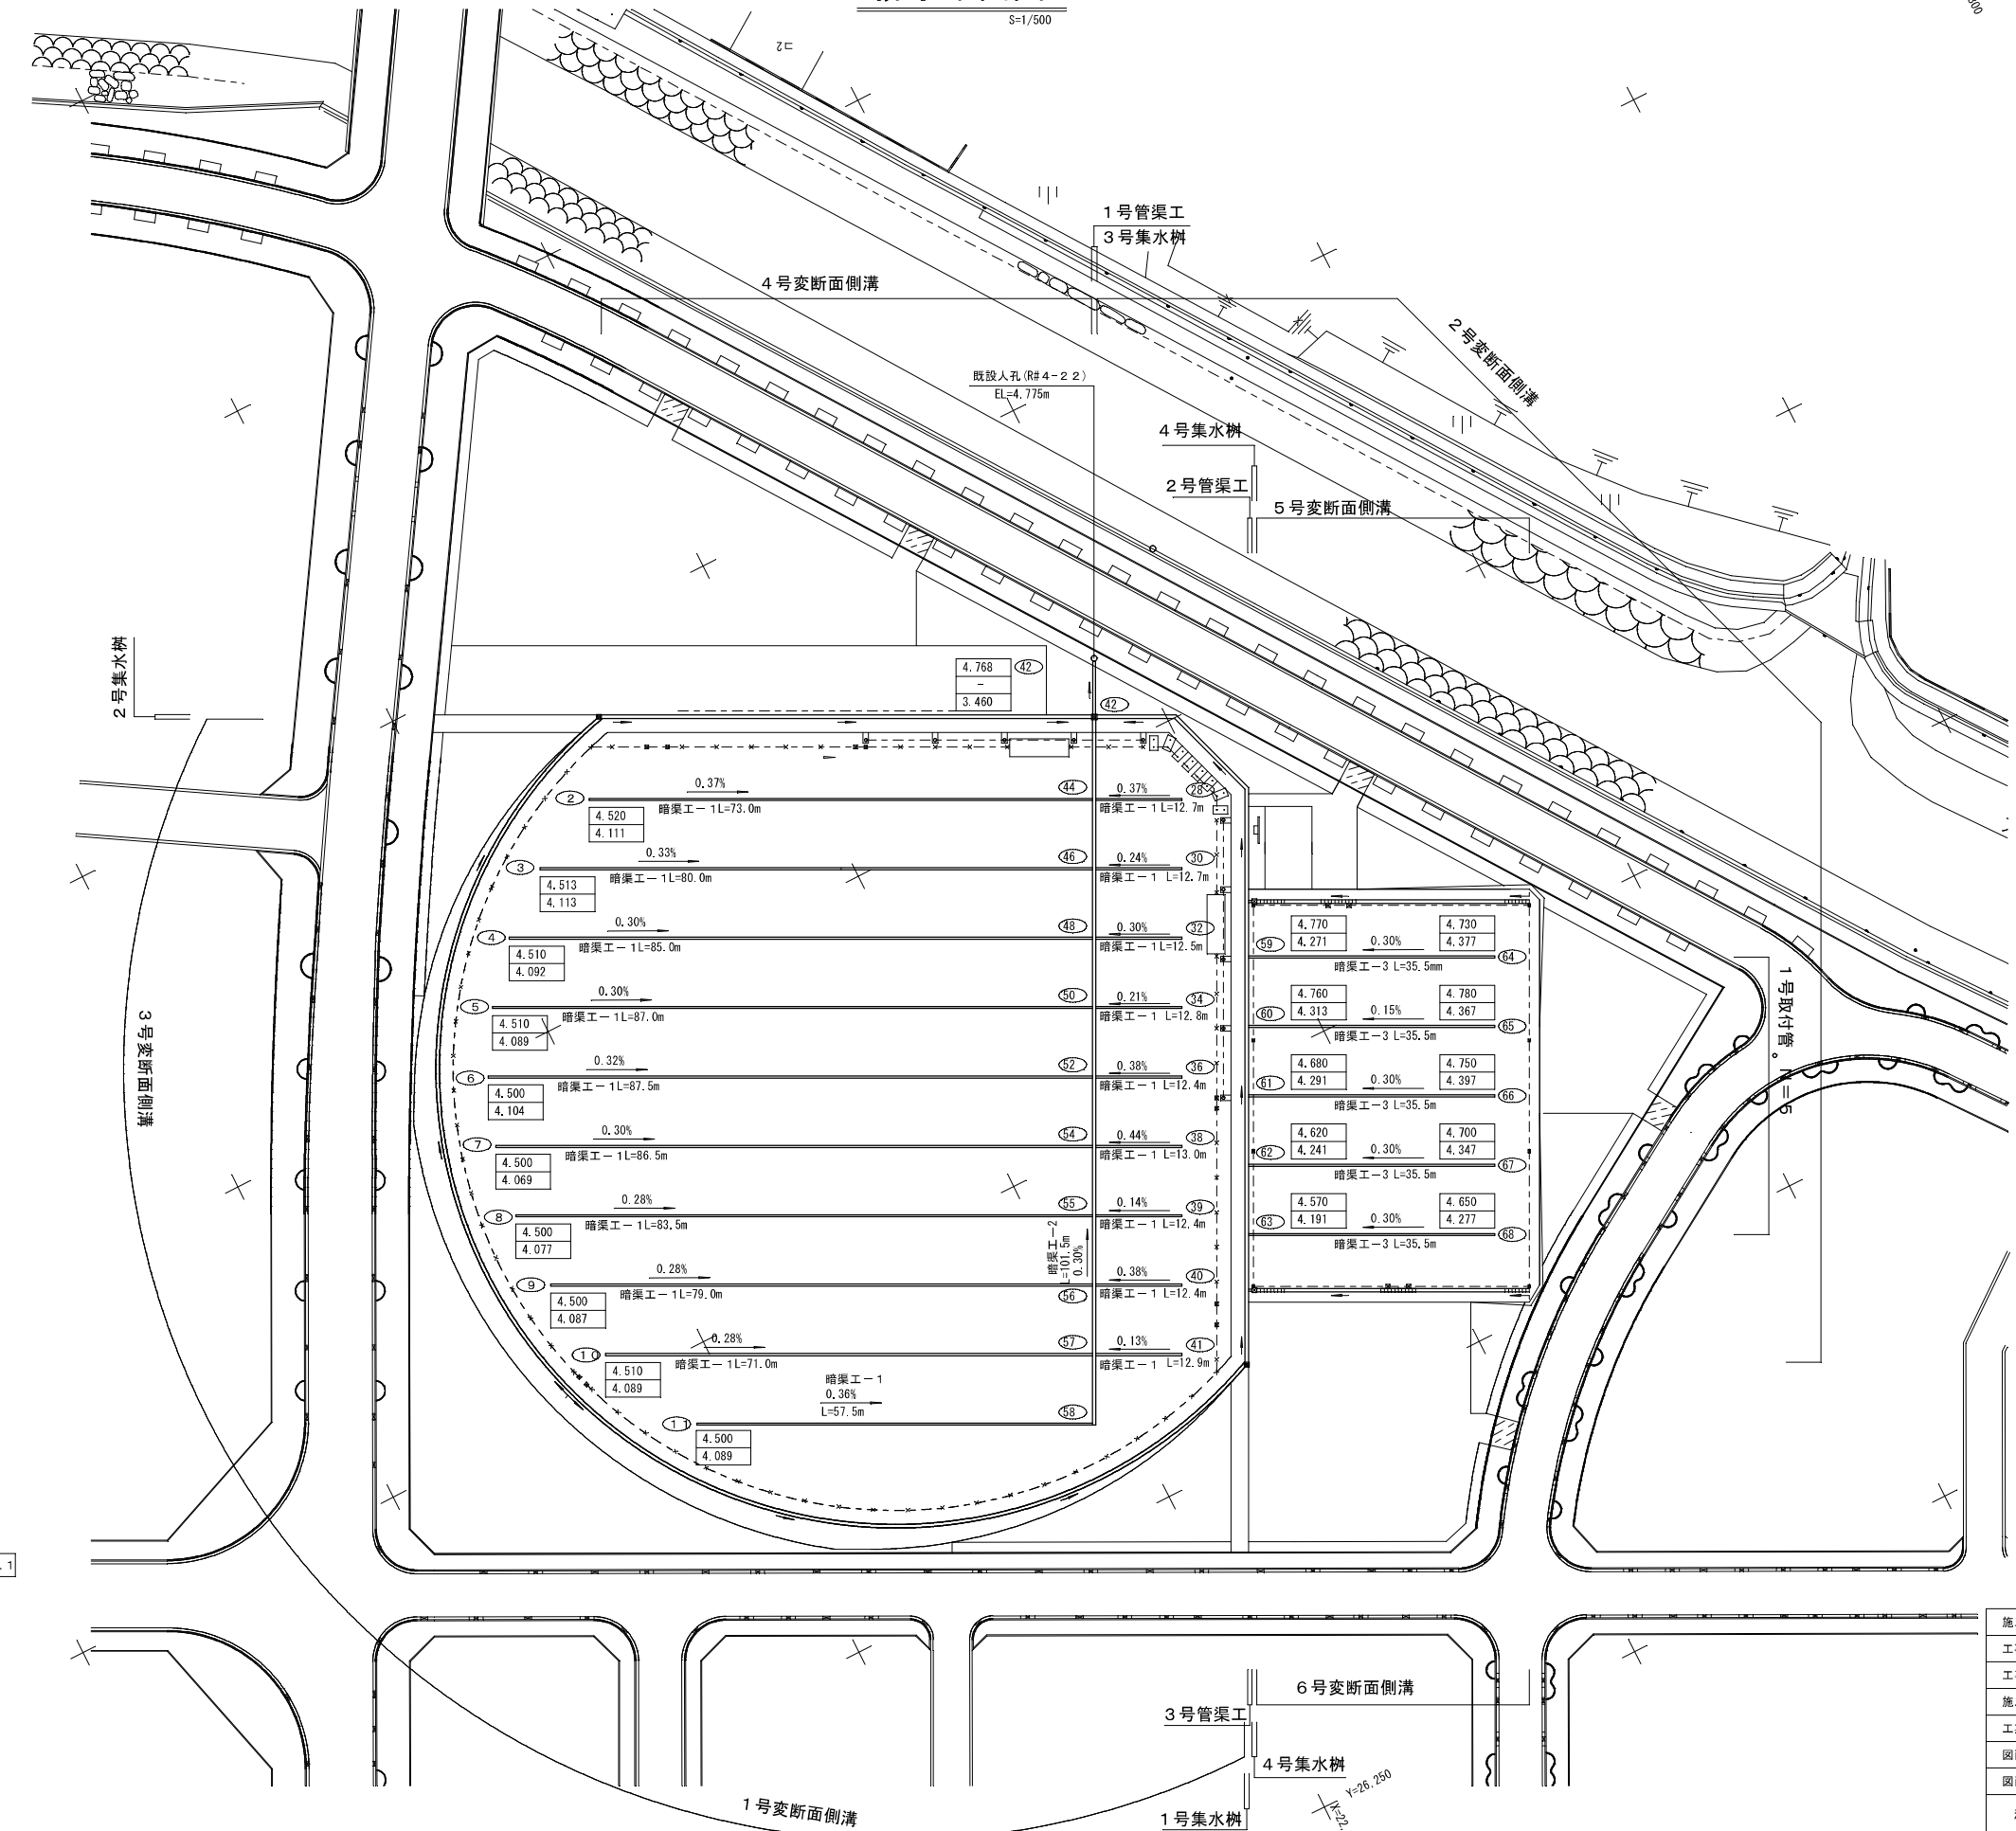 S=1/500
1号管渠工
3号集水桝
4号変断面側溝
2号変断面側溝
既設人孔(R#4-22)
EL=4.775m
4号集水桝
2号管渠工
5号変断面側溝
2号集水桝
3号変断面側溝
4.768
-
3.460
42
42
2
0.37%
暗渠工－1L=73.0m
4.520
4.111
44
0.37%
28
暗渠工－1L=12.7m
3
0.33%
暗渠工－1L=80.0m
4.513
4.113
46
0.24%
30
暗渠工－1 L=12.7m
4
0.30%
暗渠工－1L=85.0m
4.510
4.092
48
0.30%
32
暗渠工－1L=12.5m
5
0.30%
暗渠工－1L=87.0m
4.510
4.089
50
0.21%
34
暗渠工－1 L=12.8m
6
0.32%
暗渠工－1L=87.5m
4.500
4.104
52
0.38%
36
暗渠工－1 L=12.4m
7
0.30%
暗渠工－1L=86.5m
4.500
4.069
54
0.44%
38
暗渠工－1 L=13.0m
8
0.28%
暗渠工－1L=83.5m
4.500
4.077
55
0.14%
39
暗渠工－1 L=12.4m
暗渠工－2
L=101.5m
0.30%
9
0.28%
暗渠工－1L=79.0m
4.500
4.087
56
0.38%
40
暗渠工－1 L=12.4m
10
0.28%
暗渠工－1L=71.0m
4.510
4.089
57
0.13%
41
暗渠工－1 L=12.9m
11
暗渠工－1
0.36%
L=57.5m
4.500
4.089
58
59
4.770
4.271
0.30%
4.730
4.377
64
暗渠工－3 L=35.5mm
60
4.760
4.313
0.15%
4.780
4.367
65
暗渠工－3 L=35.5m
61
4.680
4.291
0.30%
4.750
4.397
66
暗渠工－3 L=35.5m
62
4.620
4.241
0.30%
4.700
4.347
67
暗渠工－3 L=35.5m
63
4.570
4.191
0.30%
4.650
4.277
68
暗渠工－3 L=35.5m
1号取付管。N=5
6号変断面側溝
3号管渠工
4号集水桝
1号集水桝
1号変断面側溝
Y=26,250